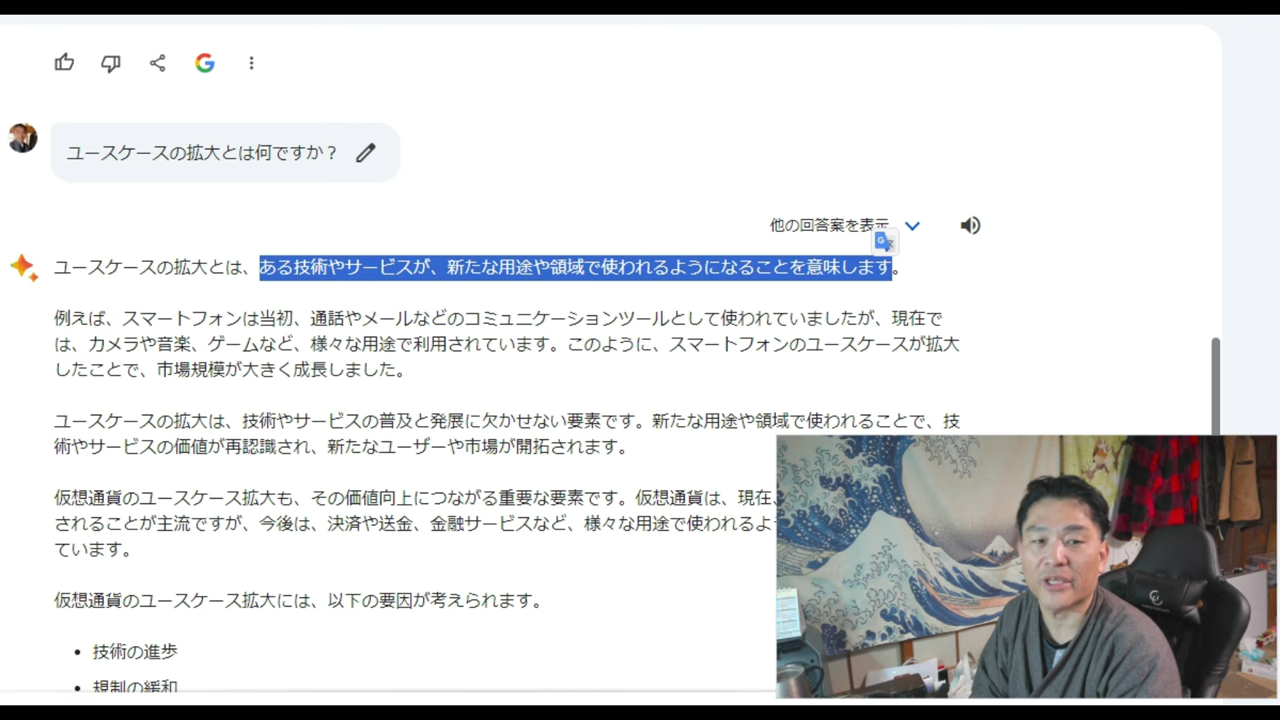 ユースケースの拡大とは何ですか？
他の回答案を表示
ユースケースの拡大とは、ある技術やサービスが、新たな用途や領域で使われるようになることを意味します。
例えば、スマートフォンは当初、通話やメールなどのコミュニケーションツールとして使われていましたが、現在で
は、カメラや音楽、ゲームなど、様々な用途で利用されています。このように、スマートフォンのユースケースが拡大
したことで、市場規模が大きく成長しました。
ユースケースの拡大は、技術やサービスの普及と発展に欠かせない要素です。新たな用途や領域で使われることで、技
術やサービスの価値が再認識され、新たなユーザーや市場が開拓されます。
仮想通貨のユースケース拡大も、その価値向上につながる重要な要素です。仮想通貨は、現在、
されることが主流ですが、今後は、決済や送金、金融サービスなど、様々な用途で使われるよ
ています。
仮想通貨のユースケース拡大には、以下の要因が考えられます。
• 技術の進歩
• 規制の緩和